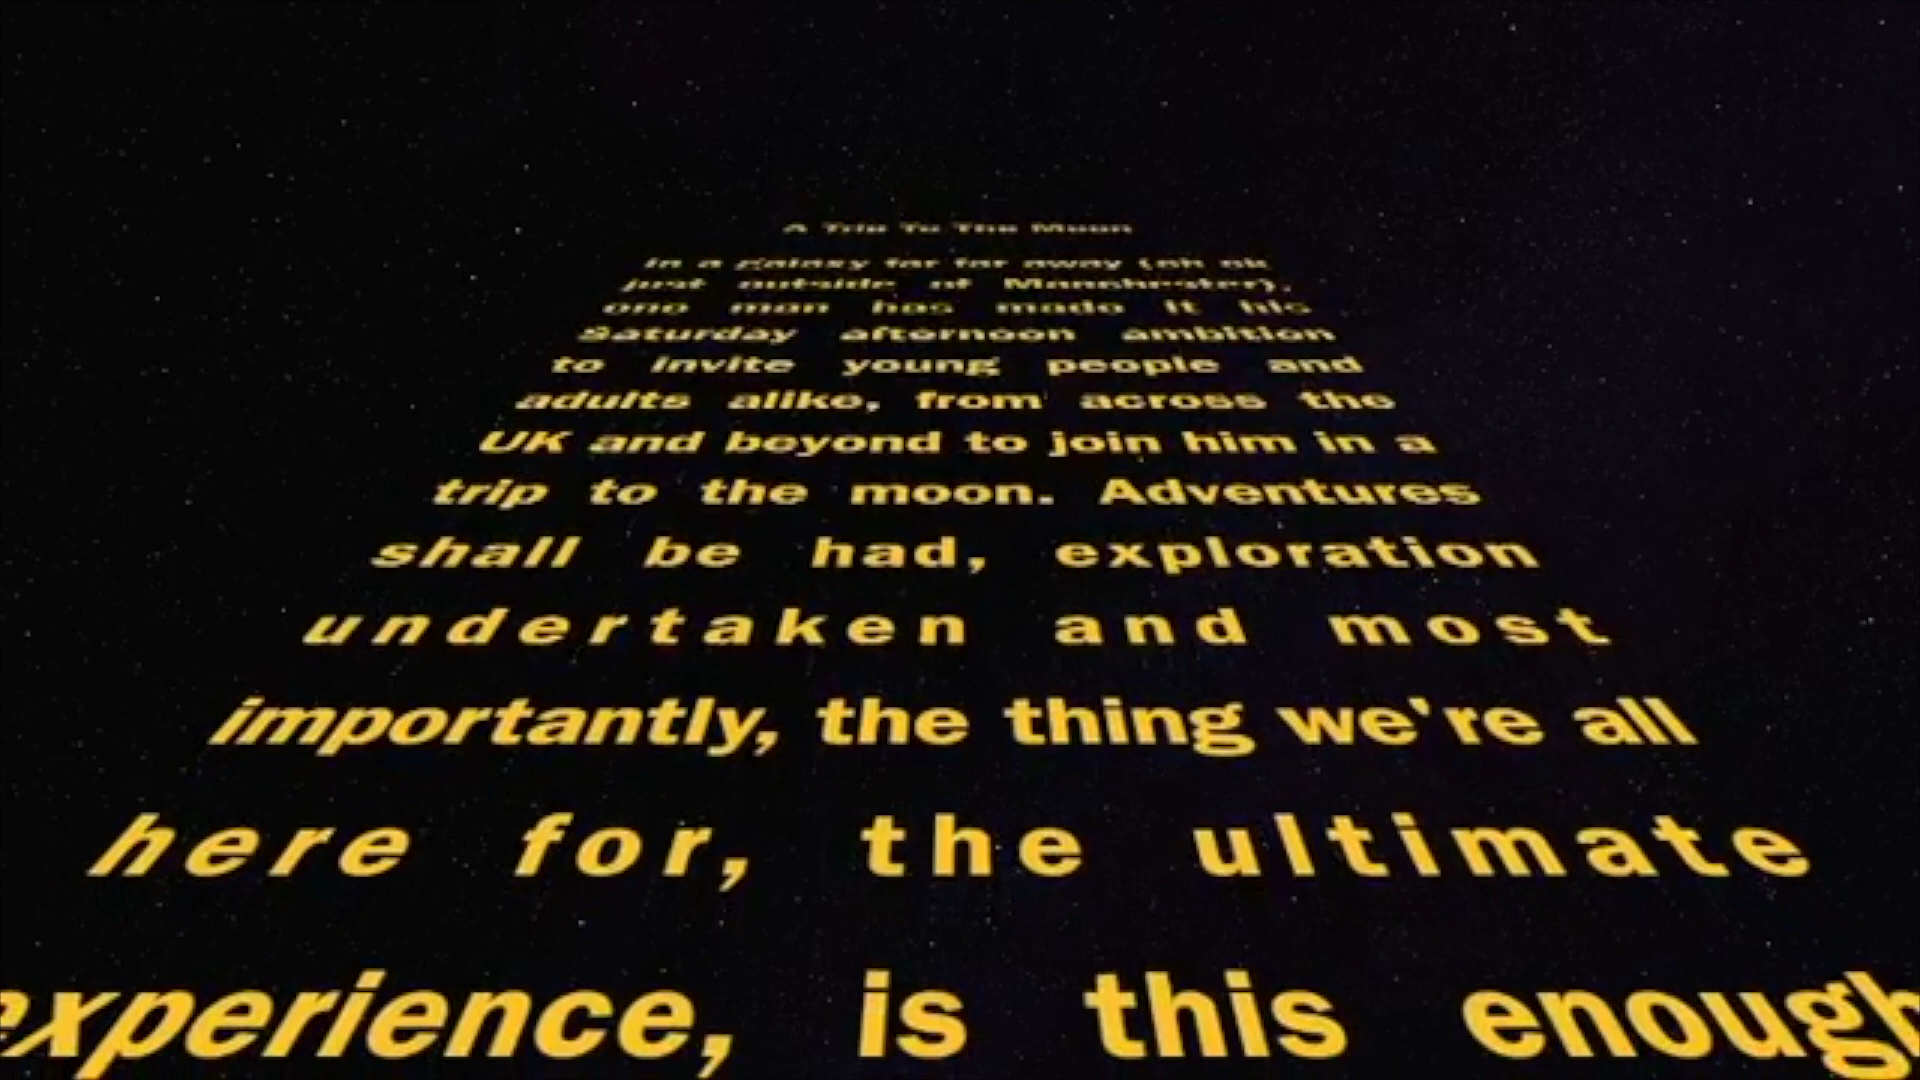 A Trip To The Moon
In a galaxy far far away (oh ok
just outside of Manchester),
one man has made it his
Saturday afternoon ambition
to invite young people and
adults alike, from across the
UK and beyond to join him in a
trip to the moon. Adventures
shall be had, exploration
undertaken and most
importantly, the thing we're all
here for, the ultimate
experience, is this enough